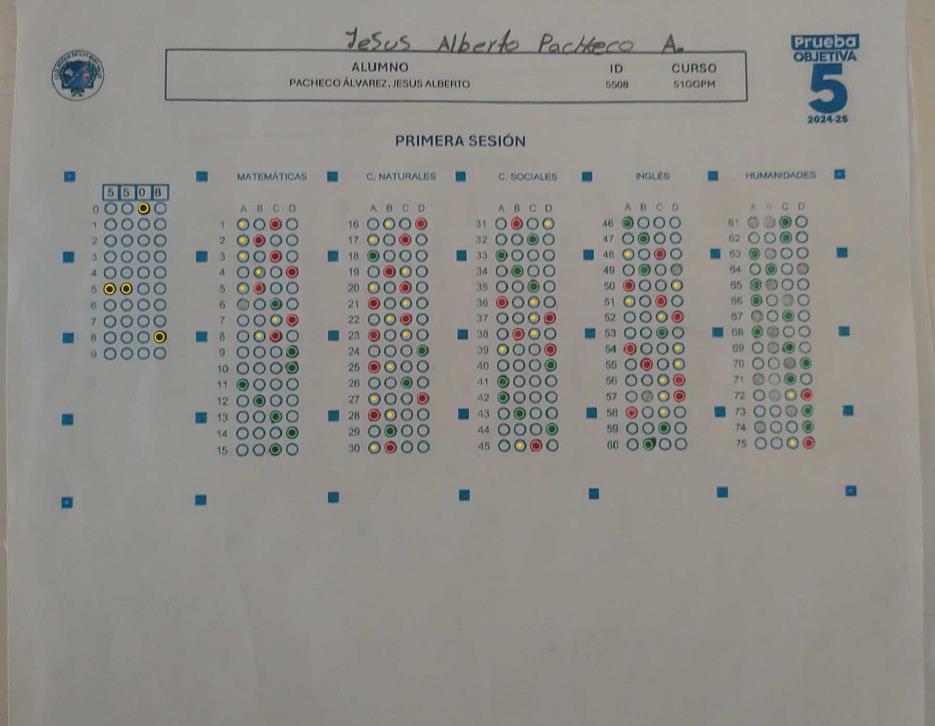 Jesus Alberto Pacheco A.
Prueba
OBJETIVA
5
2024-25
ALUMNO ID CURSO
PACHECO ÁLVAREZ, JESUS ALBERTO 5508 51GGPM
PRIMERA SESIÓN
MATEMÁTICAS C. NATURALES C. SOCIALES INGLÉS HUMANIDADES
5 5 0 8
A B C D A B C D A B C D A B C D A B C D
0
1 1 16 31 46 61
2 2 17 32 47 62
3 3 18 33 48 63
4 4 19 34 49 64
5 5 20 35 50 65
6 6 21 36 51 66
7 7 22 37 52 67
8 8 23 38 53 68
9 9 24 39 54 69
10 25 40 55 70
11 26 41 56 71
12 27 42 57 72
13 28 43 58 73
14 29 44 59 74
15 30 45 60 75